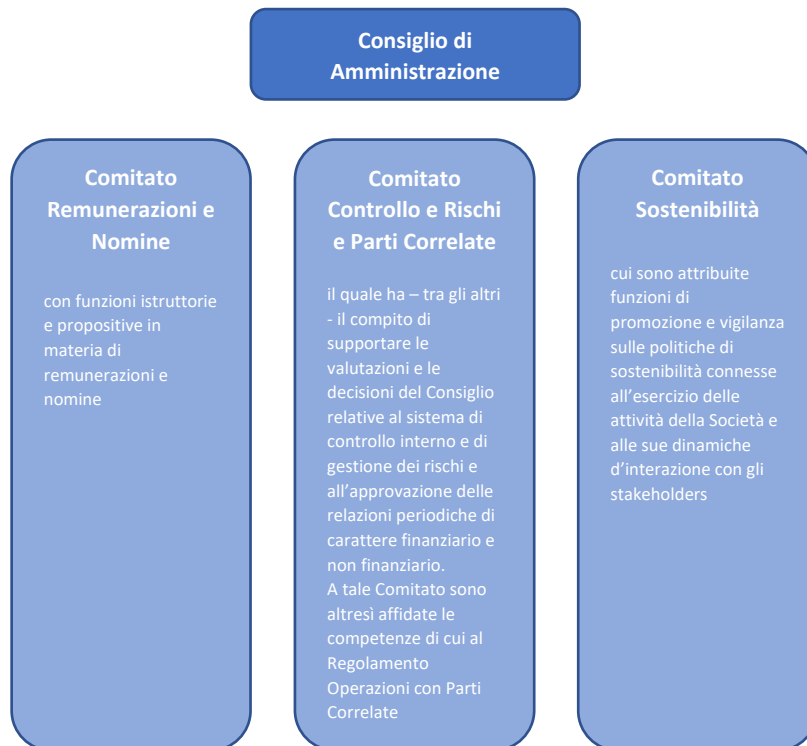 Consiglio di
Amministrazione
Comitato
Remunerazioni e
Nomine
con funzioni istruttorie
e propositive in
materia di
remunerazioni e
nomine
Comitato
Controllo e Rischi
e Parti Correlate
il quale ha – tra gli altri
- il compito di
supportare le
valutazioni e le
decisioni del Consiglio
relative al sistema di
controllo interno e di
gestione dei rischi e
all’approvazione delle
relazioni periodiche di
carattere finanziario e
non finanziario.
A tale Comitato sono
altresì affidate le
competenze di cui al
Regolamento
Operazioni con Parti
Correlate
Comitato
Sostenibilità
cui sono attribuite
funzioni di
promozione e vigilanza
sulle politiche di
sostenibilità connesse
all’esercizio delle
attività della Società e
alle sue dinamiche
d’interazione con gli
stakeholders